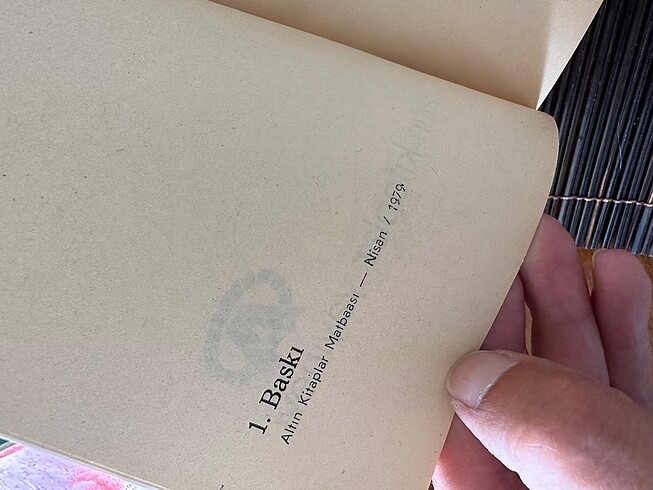 1. Baskı
Altın Kitaplar Matbaası — Nisan / 1979